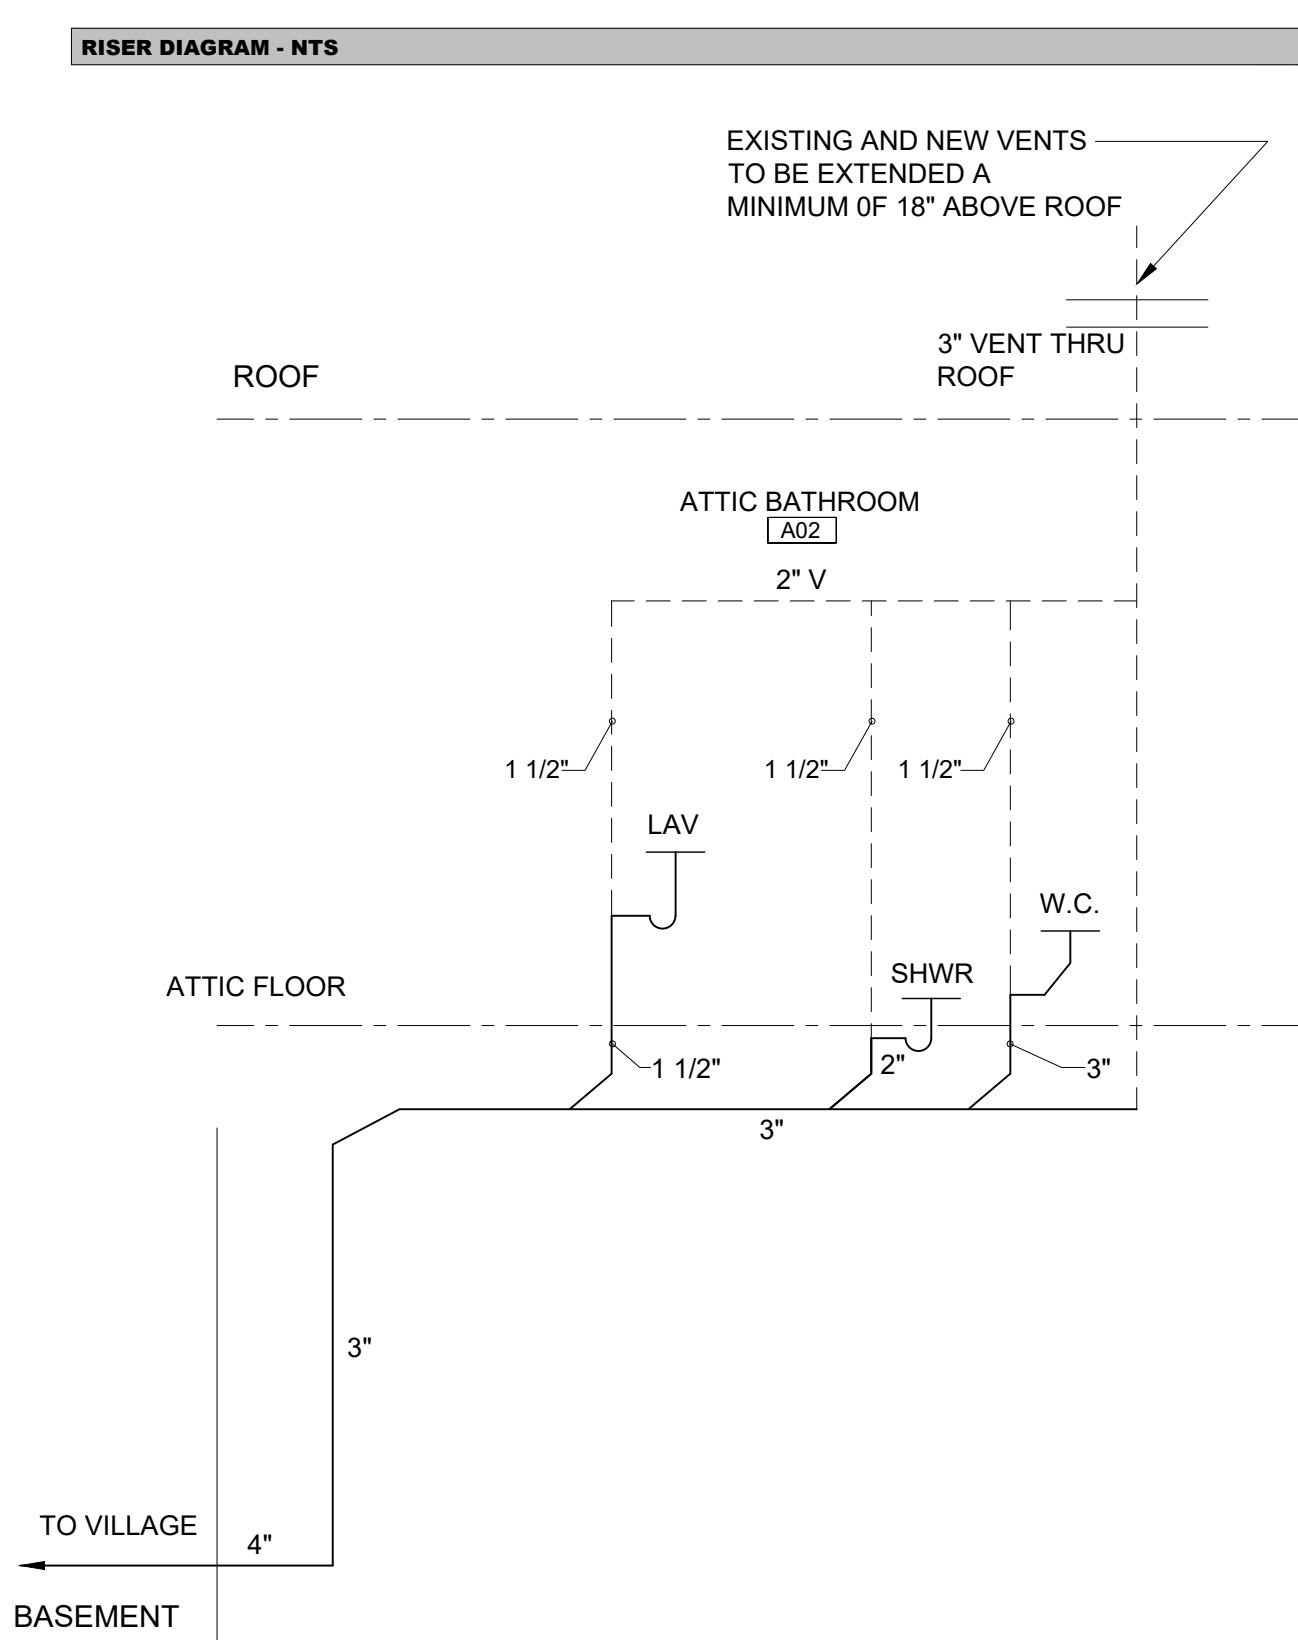 RISER DIAGRAM - NTS
EXISTING AND NEW VENTS
TO BE EXTENDED A
MINIMUM 0F 18" ABOVE ROOF
3" VENT THRU
ROOF
ROOF
ATTIC BATHROOM
A02
2" V
1 1/2"
1 1/2"
1 1/2"
LAV
W.C.
SHWR
ATTIC FLOOR
1 1/2"
2"
3"
3"
3"
TO VILLAGE
4"
BASEMENT